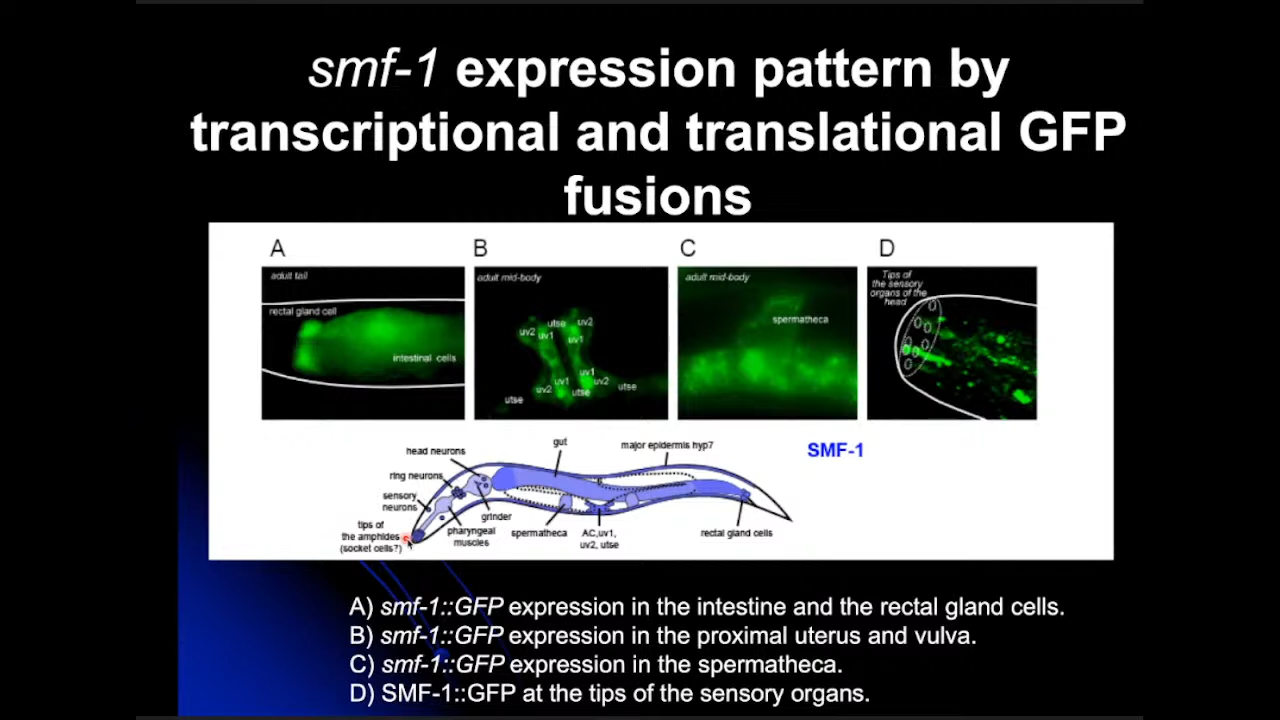 smf-1 expression pattern by
transcriptional and translational GFP
fusions
A
B
C
D
adult tail
rectal gland cell
intestinal cells
adult mid-body
uv2
utse
uv2
uv1
uv1
uv1
uv1
uv2
uv2
utse
utse
utse
adult mid-body
spermatheca
Tips of
the sensory
organs of the
head
SMF-1
head neurons
gut
major epidermis hyp7
ring neurons
sensory
neurons
grinder
tips of
the amphides
(socket cells?)
pharyngeal
muscles
spermatheca
AC,uv1,
uv2, utse
rectal gland cells
A) smf-1::GFP expression in the intestine and the rectal gland cells.
B) smf-1::GFP expression in the proximal uterus and vulva.
C) smf-1::GFP expression in the spermatheca.
D) SMF-1::GFP at the tips of the sensory organs.